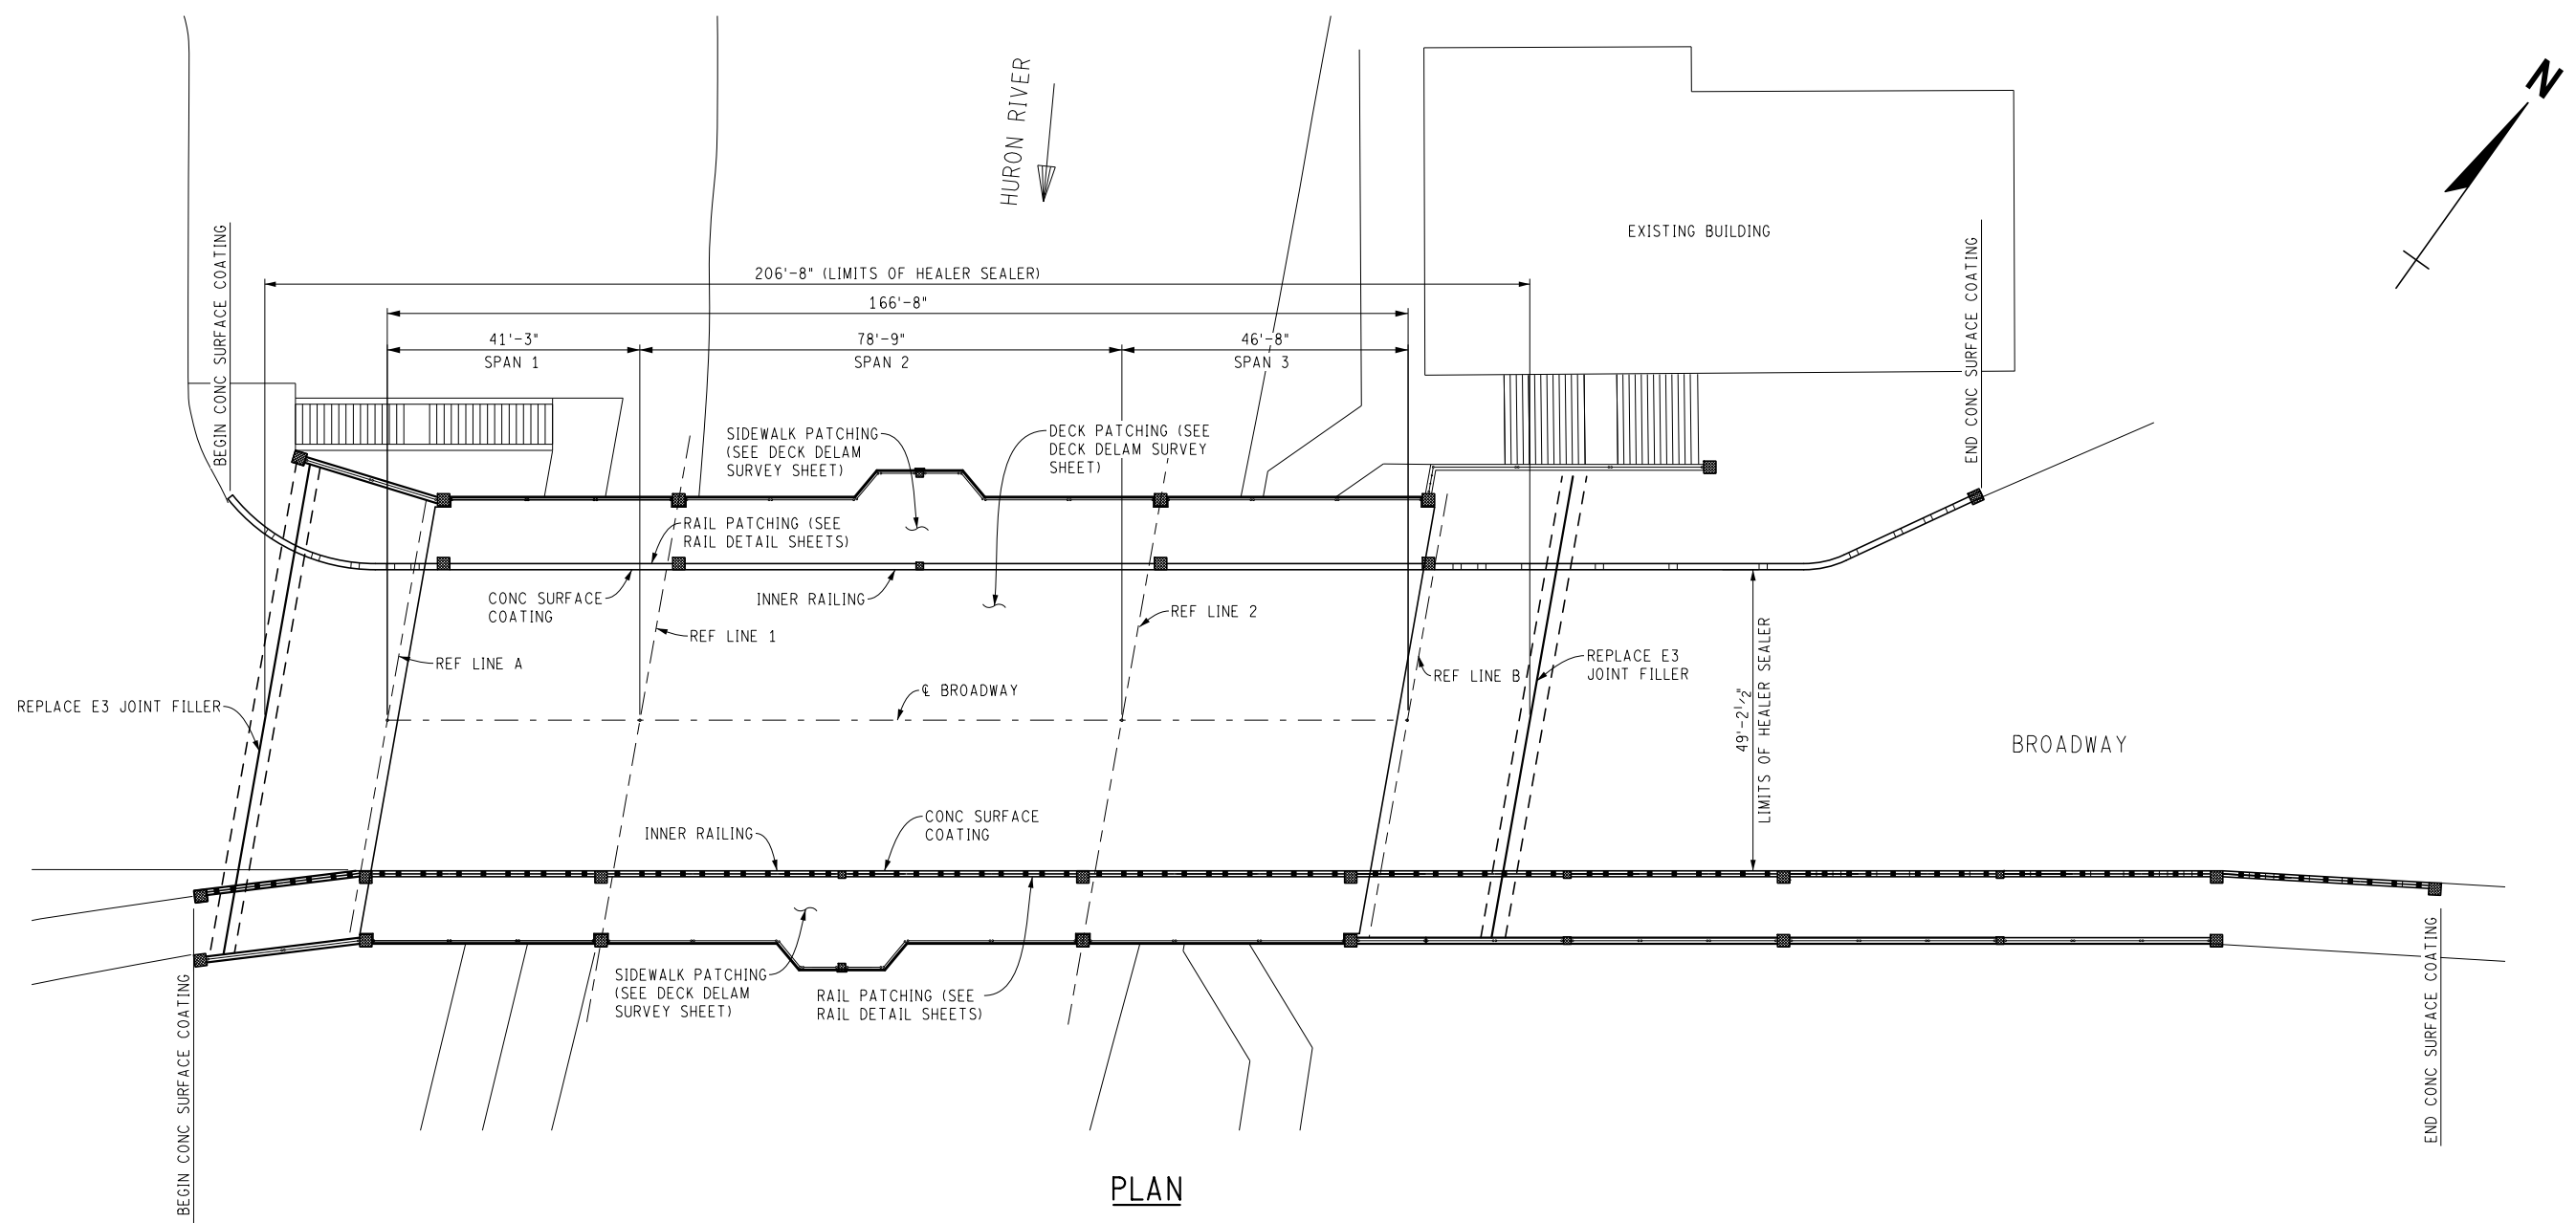 N
HURON RIVER
EXISTING BUILDING
BEGIN CONC SURFACE COATING
END CONC SURFACE COATING
206'-8" (LIMITS OF HEALER SEALER)
166'-8"
41'-3"
SPAN 1
78'-9"
SPAN 2
46'-8"
SPAN 3
SIDEWALK PATCHING
(SEE DECK DELAM
SURVEY SHEET)
DECK PATCHING (SEE
DECK DELAM SURVEY
SHEET)
RAIL PATCHING (SEE
RAIL DETAIL SHEETS)
CONC SURFACE
COATING
INNER RAILING
REF LINE 1
REF LINE 2
REF LINE A
REF LINE B
REPLACE E3
JOINT FILLER
REPLACE E3 JOINT FILLER
℄ BROADWAY
49'-2½"
LIMITS OF HEALER SEALER
BROADWAY
INNER RAILING
CONC SURFACE
COATING
SIDEWALK PATCHING
(SEE DECK DELAM
SURVEY SHEET)
RAIL PATCHING (SEE
RAIL DETAIL SHEETS)
BEGIN CONC SURFACE COATING
END CONC SURFACE COATING
PLAN